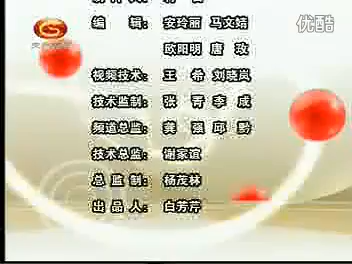 优酷
编 辑: 安玲丽 马文娟
欧阳明 唐 玫
视频技术: 王 希 刘晓岚
技术监制: 张 晋 李 成
频道总监: 龚 强 邱 黔
技术总监: 谢家谊
总 监 制: 杨茂林
出 品 人: 白芳芹